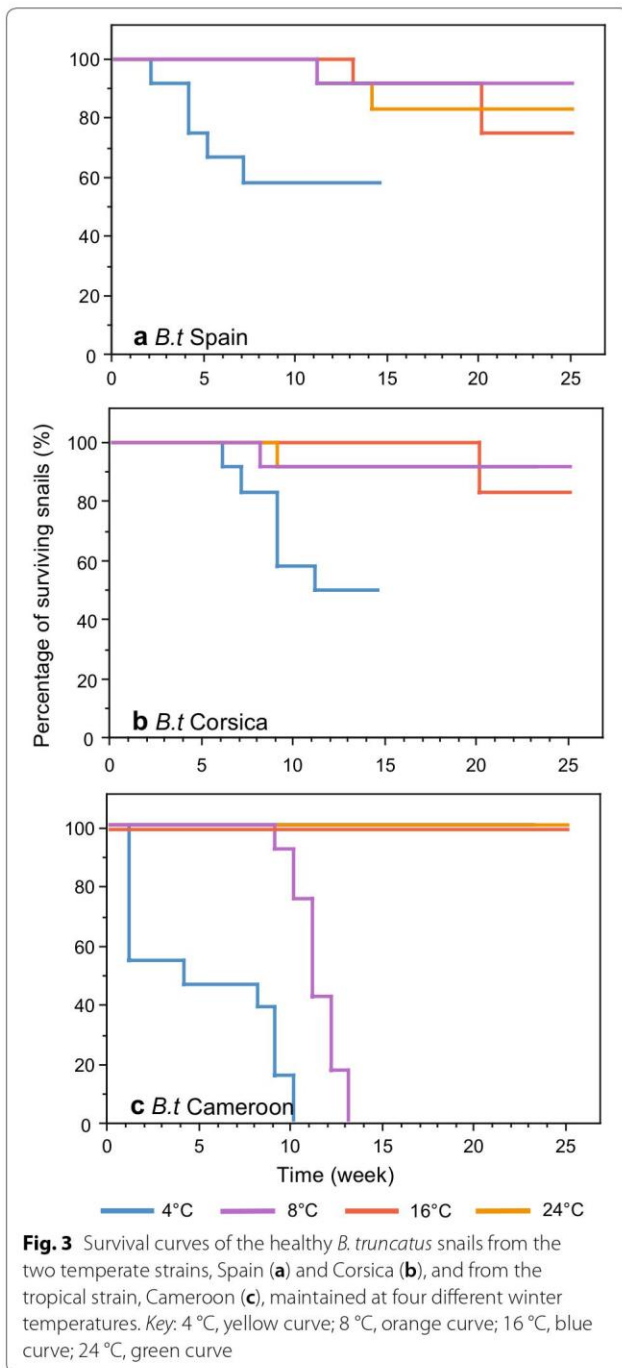 100
80
60
40
20
0
a B.t Spain
0 5 10 15 20 25
Percentage of surviving snails (%)
100
80
60
40
20
0
b B.t Corsica
0 5 10 15 20 25
100
80
60
40
20
0
c B.t Cameroon
0 5 10 15 20 25
Time (week)
4°C 8°C 16°C 24°C
Fig. 3 Survival curves of the healthy B. truncatus snails from the
two temperate strains, Spain (a) and Corsica (b), and from the
tropical strain, Cameroon (c), maintained at four different winter
temperatures. Key: 4 °C, yellow curve; 8 °C, orange curve; 16 °C, blue
curve; 24 °C, green curve